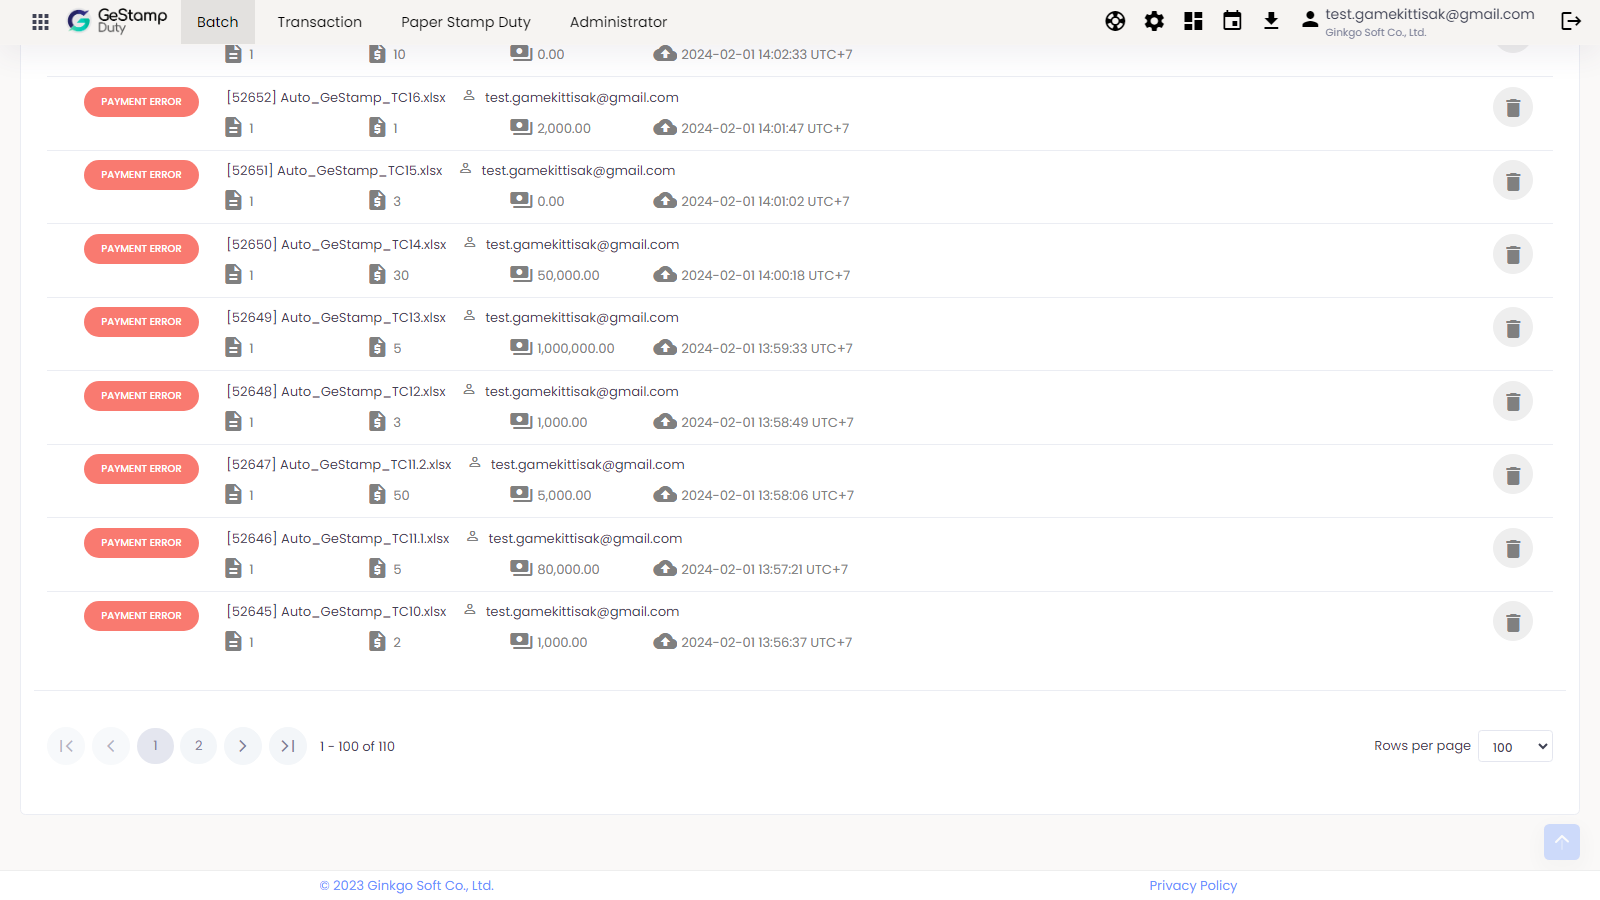 GeStamp Duty Batch Transaction Paper Stamp Duty Administrator test.gamekittisak@gmail.com
Ginkgo Soft Co., Ltd.
1 10 0.00 2024-02-01 14:02:33 UTC+7
PAYMENT ERROR [52652] Auto_GeStamp_TC16.xlsx test.gamekittisak@gmail.com
1 1 2,000.00 2024-02-01 14:01:47 UTC+7
PAYMENT ERROR [52651] Auto_GeStamp_TC15.xlsx test.gamekittisak@gmail.com
1 3 0.00 2024-02-01 14:01:02 UTC+7
PAYMENT ERROR [52650] Auto_GeStamp_TC14.xlsx test.gamekittisak@gmail.com
1 30 50,000.00 2024-02-01 14:00:18 UTC+7
PAYMENT ERROR [52649] Auto_GeStamp_TC13.xlsx test.gamekittisak@gmail.com
1 5 1,000,000.00 2024-02-01 13:59:33 UTC+7
PAYMENT ERROR [52648] Auto_GeStamp_TC12.xlsx test.gamekittisak@gmail.com
1 3 1,000.00 2024-02-01 13:58:49 UTC+7
PAYMENT ERROR [52647] Auto_GeStamp_TC11.2.xlsx test.gamekittisak@gmail.com
1 50 5,000.00 2024-02-01 13:58:06 UTC+7
PAYMENT ERROR [52646] Auto_GeStamp_TC11.1.xlsx test.gamekittisak@gmail.com
1 5 80,000.00 2024-02-01 13:57:21 UTC+7
PAYMENT ERROR [52645] Auto_GeStamp_TC10.xlsx test.gamekittisak@gmail.com
1 2 1,000.00 2024-02-01 13:56:37 UTC+7
1 2 1 - 100 of 110 Rows per page 100
© 2023 Ginkgo Soft Co., Ltd. Privacy Policy